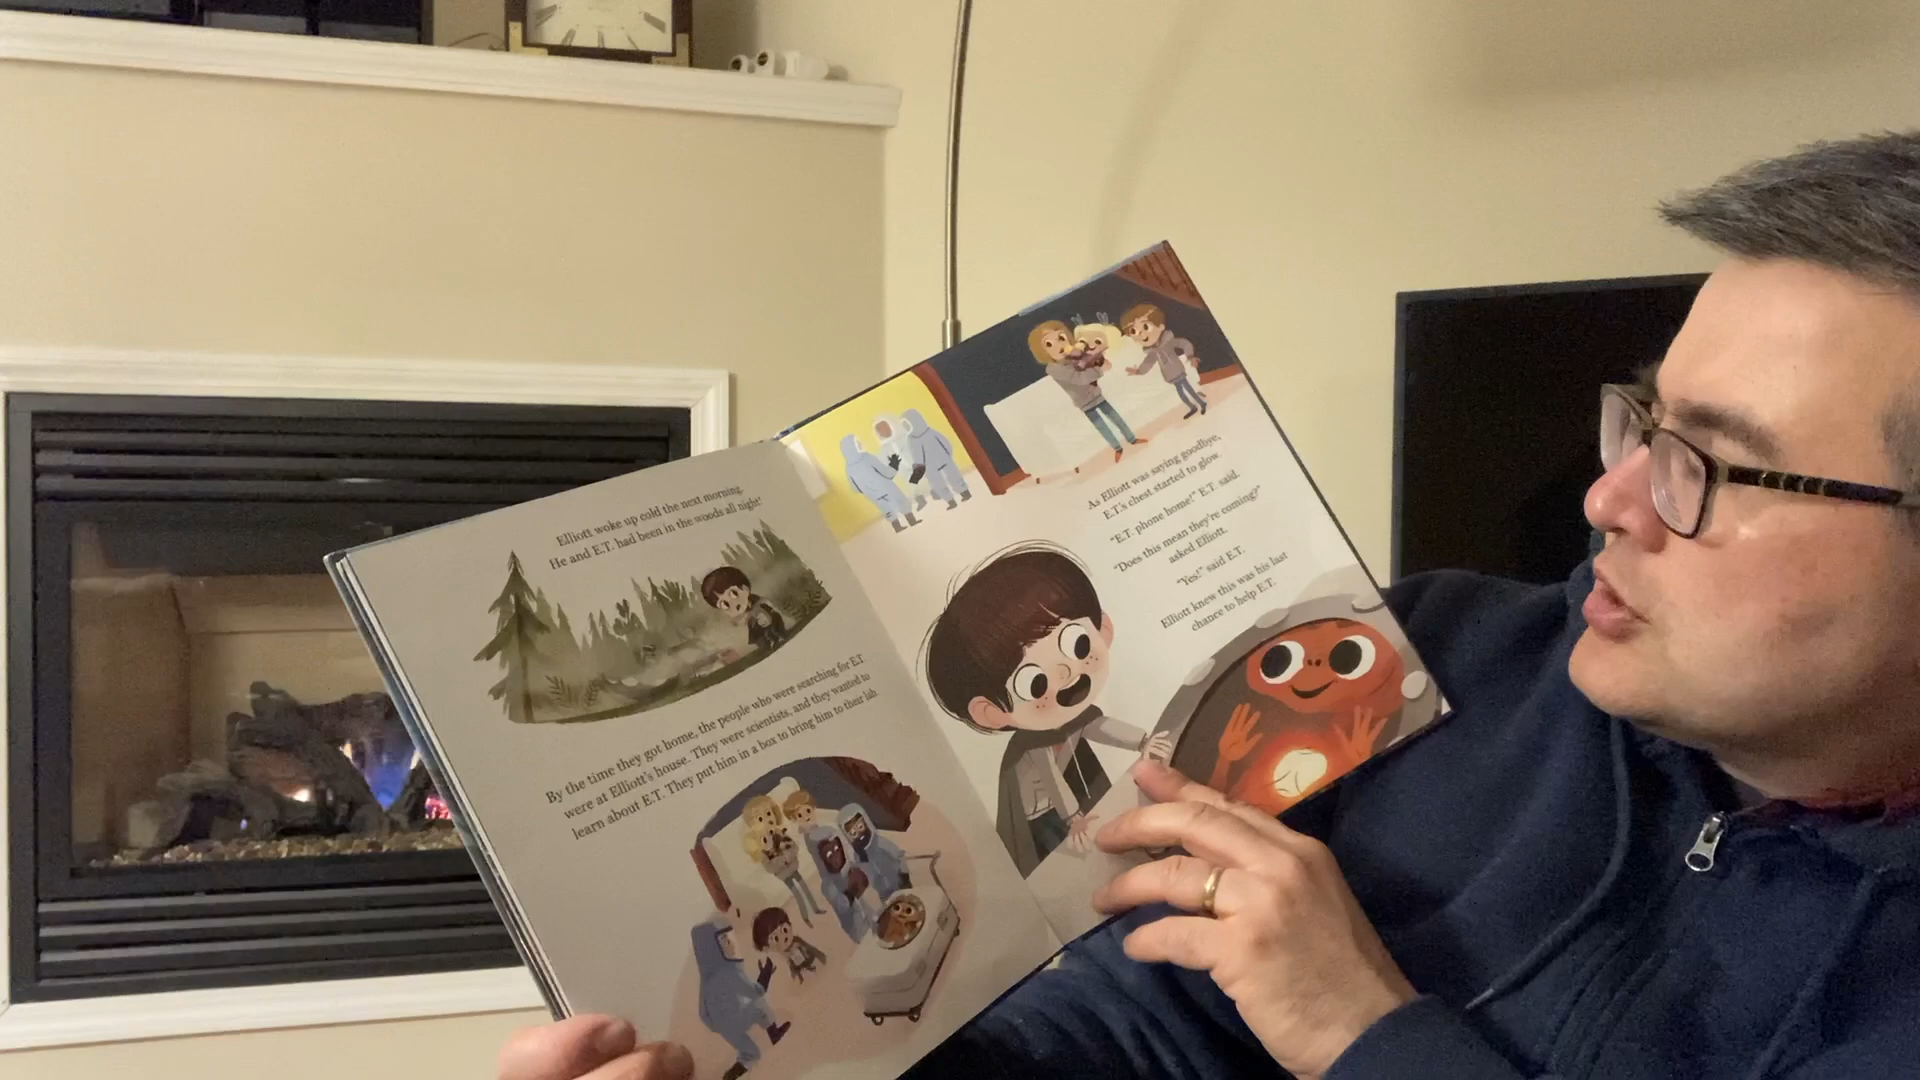 Elliott woke up cold the next morning.
He and E.T. had been in the woods all night!
By the time they got home, the people who were searching for E.T.
were at Elliott's house. They were scientists, and they wanted to
learn about E.T. They put him in a box to bring him to their lab.
As Elliott was saying goodbye,
E.T.'s chest started to glow.
"E.T. phone home!" E.T. said.
"Does this mean they're coming?"
asked Elliott.
"Yes!" said E.T.
Elliott knew this was his last
chance to help E.T.